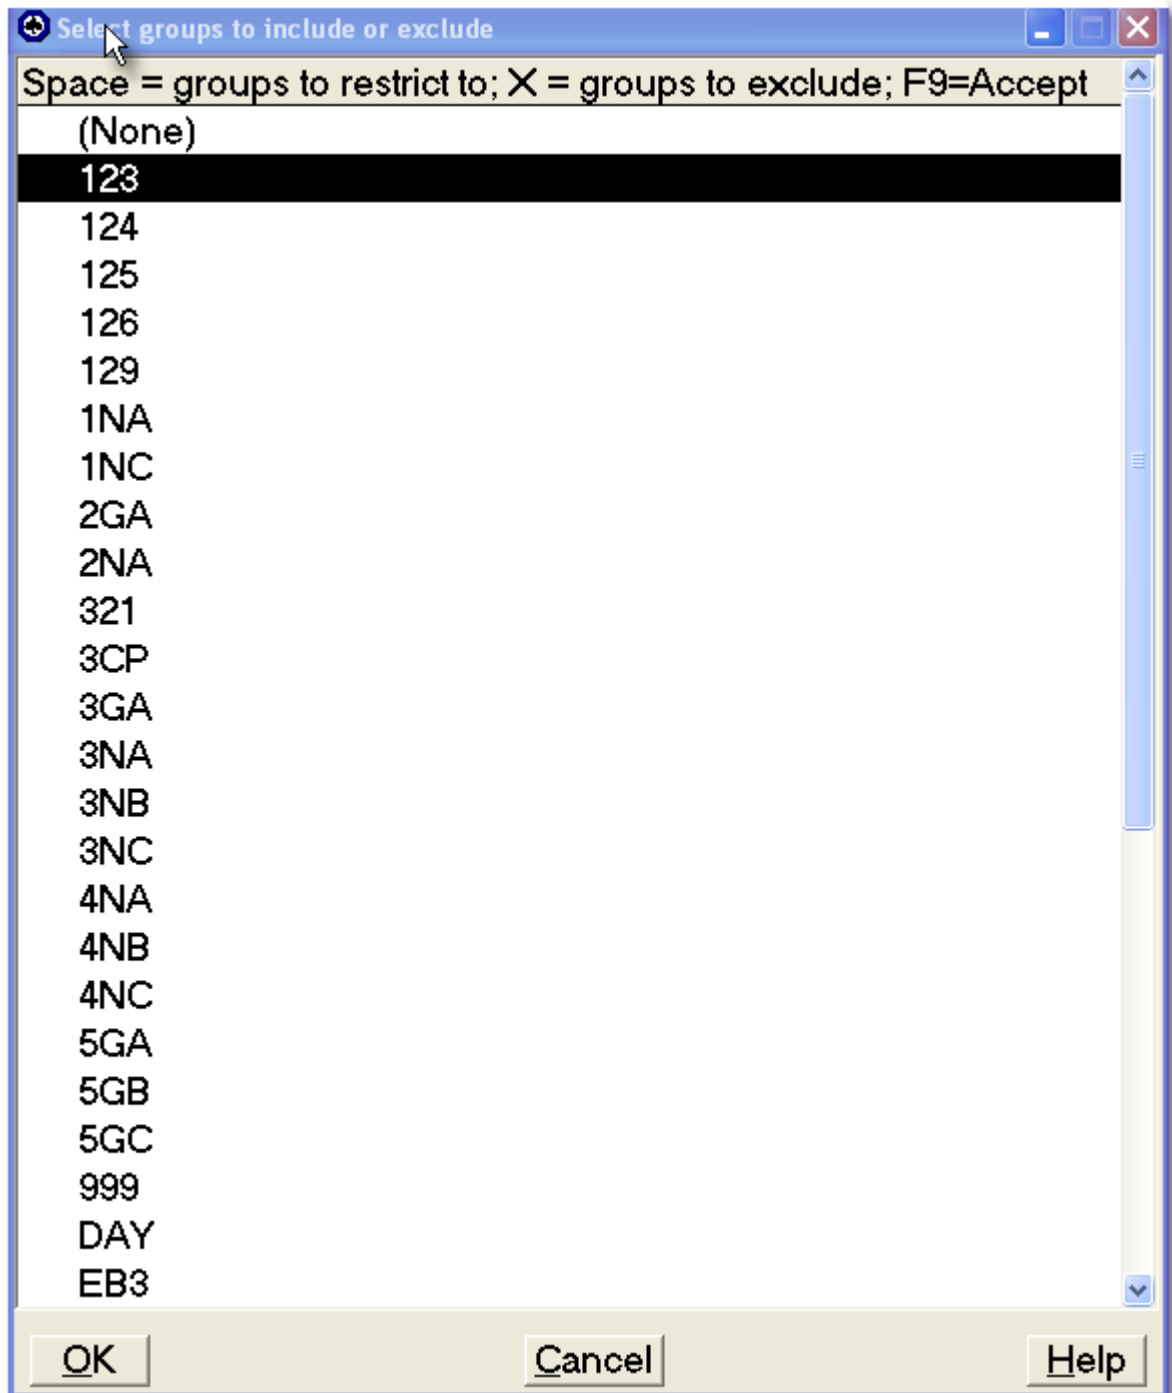 Select groups to include or exclude
Space = groups to restrict to; X = groups to exclude; F9=Accept
(None)
123
124
125
126
129
1NA
1NC
2GA
2NA
321
3CP
3GA
3NA
3NB
3NC
4NA
4NB
4NC
5GA
5GB
5GC
999
DAY
EB3
OK Cancel Help